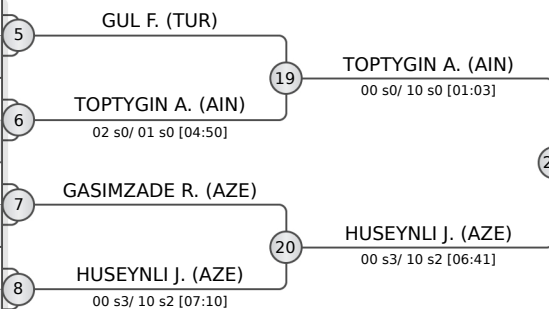 GUL F. (TUR)
5
19
TOPTYGIN A. (AIN)
00 s0/ 10 s0 [01:03]
TOPTYGIN A. (AIN)
6
02 s0/ 01 s0 [04:50]
GASIMZADE R. (AZE)
7
20
HUSEYNLI J. (AZE)
00 s3/ 10 s2 [06:41]
HUSEYNLI J. (AZE)
8
00 s3/ 10 s2 [07:10]